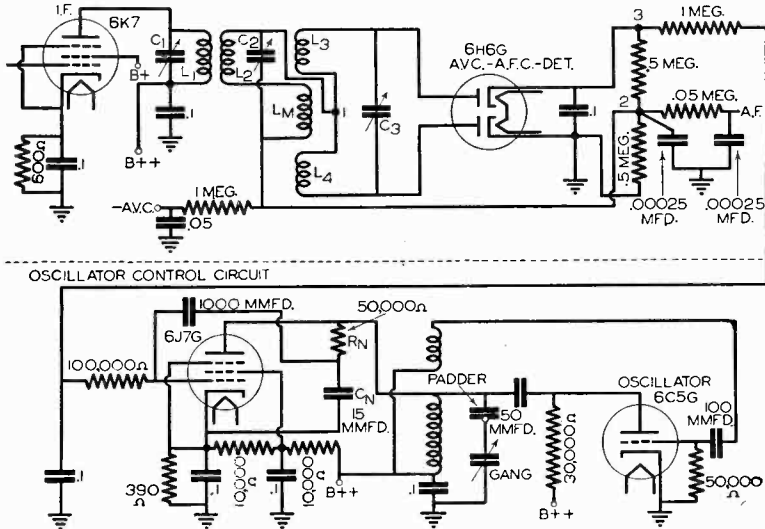 I.F.
6K7
C1
L1
C2
L2
L3
LM
1
L4
C3
B+
B++
.1
600Ω
.1
6H6G
A.V.C.-A.F.C.-DET.
.1
3
1 MEG.
.5 MEG.
2
.05 MEG.
A.F.
.5 MEG.
.00025
MFD.
.00025
MFD.
1 MEG.
-A.V.C.
.05
OSCILLATOR CONTROL CIRCUIT
1000 MMFD.
50,000Ω
6J7G
RN
100,000Ω
CN
15
MMFD.
PADDER
50
MMFD.
GANG
OSCILLATOR
6C5G
100
MMFD.
30,000Ω
50,000
Ω
B++
.1
390
Ω
.1
10,000
Ω
.1
10,000
Ω
B++
.1